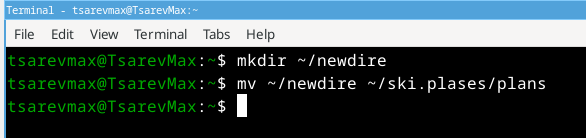 Terminal - tsarevmax@TsarevMax:~
File Edit View Terminal Tabs Help
tsarevmax@TsarevMax:~$ mkdir ~/newdire
tsarevmax@TsarevMax:~$ mv ~/newdire ~/ski.plases/plans
tsarevmax@TsarevMax:~$